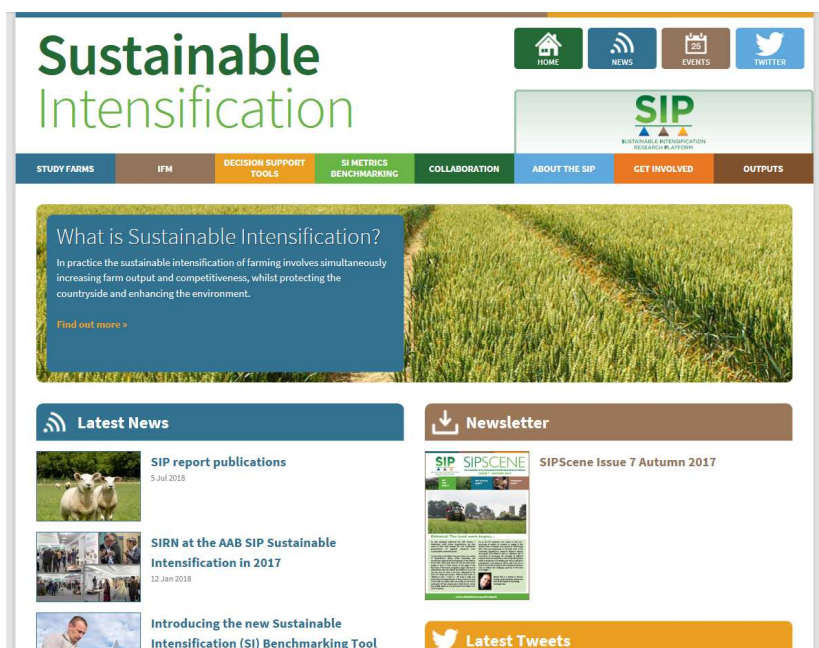 Sustainable
Intensification
HOME
NEWS
25
EVENTS
TWITTER
SIP
SUSTAINABLE INTENSIFICATION
RESEARCH PLATFORM
STUDY FARMS
IFM
DECISION SUPPORT
TOOLS
SI METRICS
BENCHMARKING
COLLABORATION
ABOUT THE SIP
GET INVOLVED
OUTPUTS
What is Sustainable Intensification?
In practice the sustainable intensification of farming involves simultaneously
increasing farm output and competitiveness, whilst protecting the
countryside and enhancing the environment.
Find out more »
Latest News
SIP report publications
5 Jul 2018
SIRN at the AAB SIP Sustainable
Intensification in 2017
12 Jan 2018
Introducing the new Sustainable
Intensification (SI) Benchmarking Tool
Newsletter
SIP SIPSCENE
SIPScene Issue 7 Autumn 2017
Latest Tweets